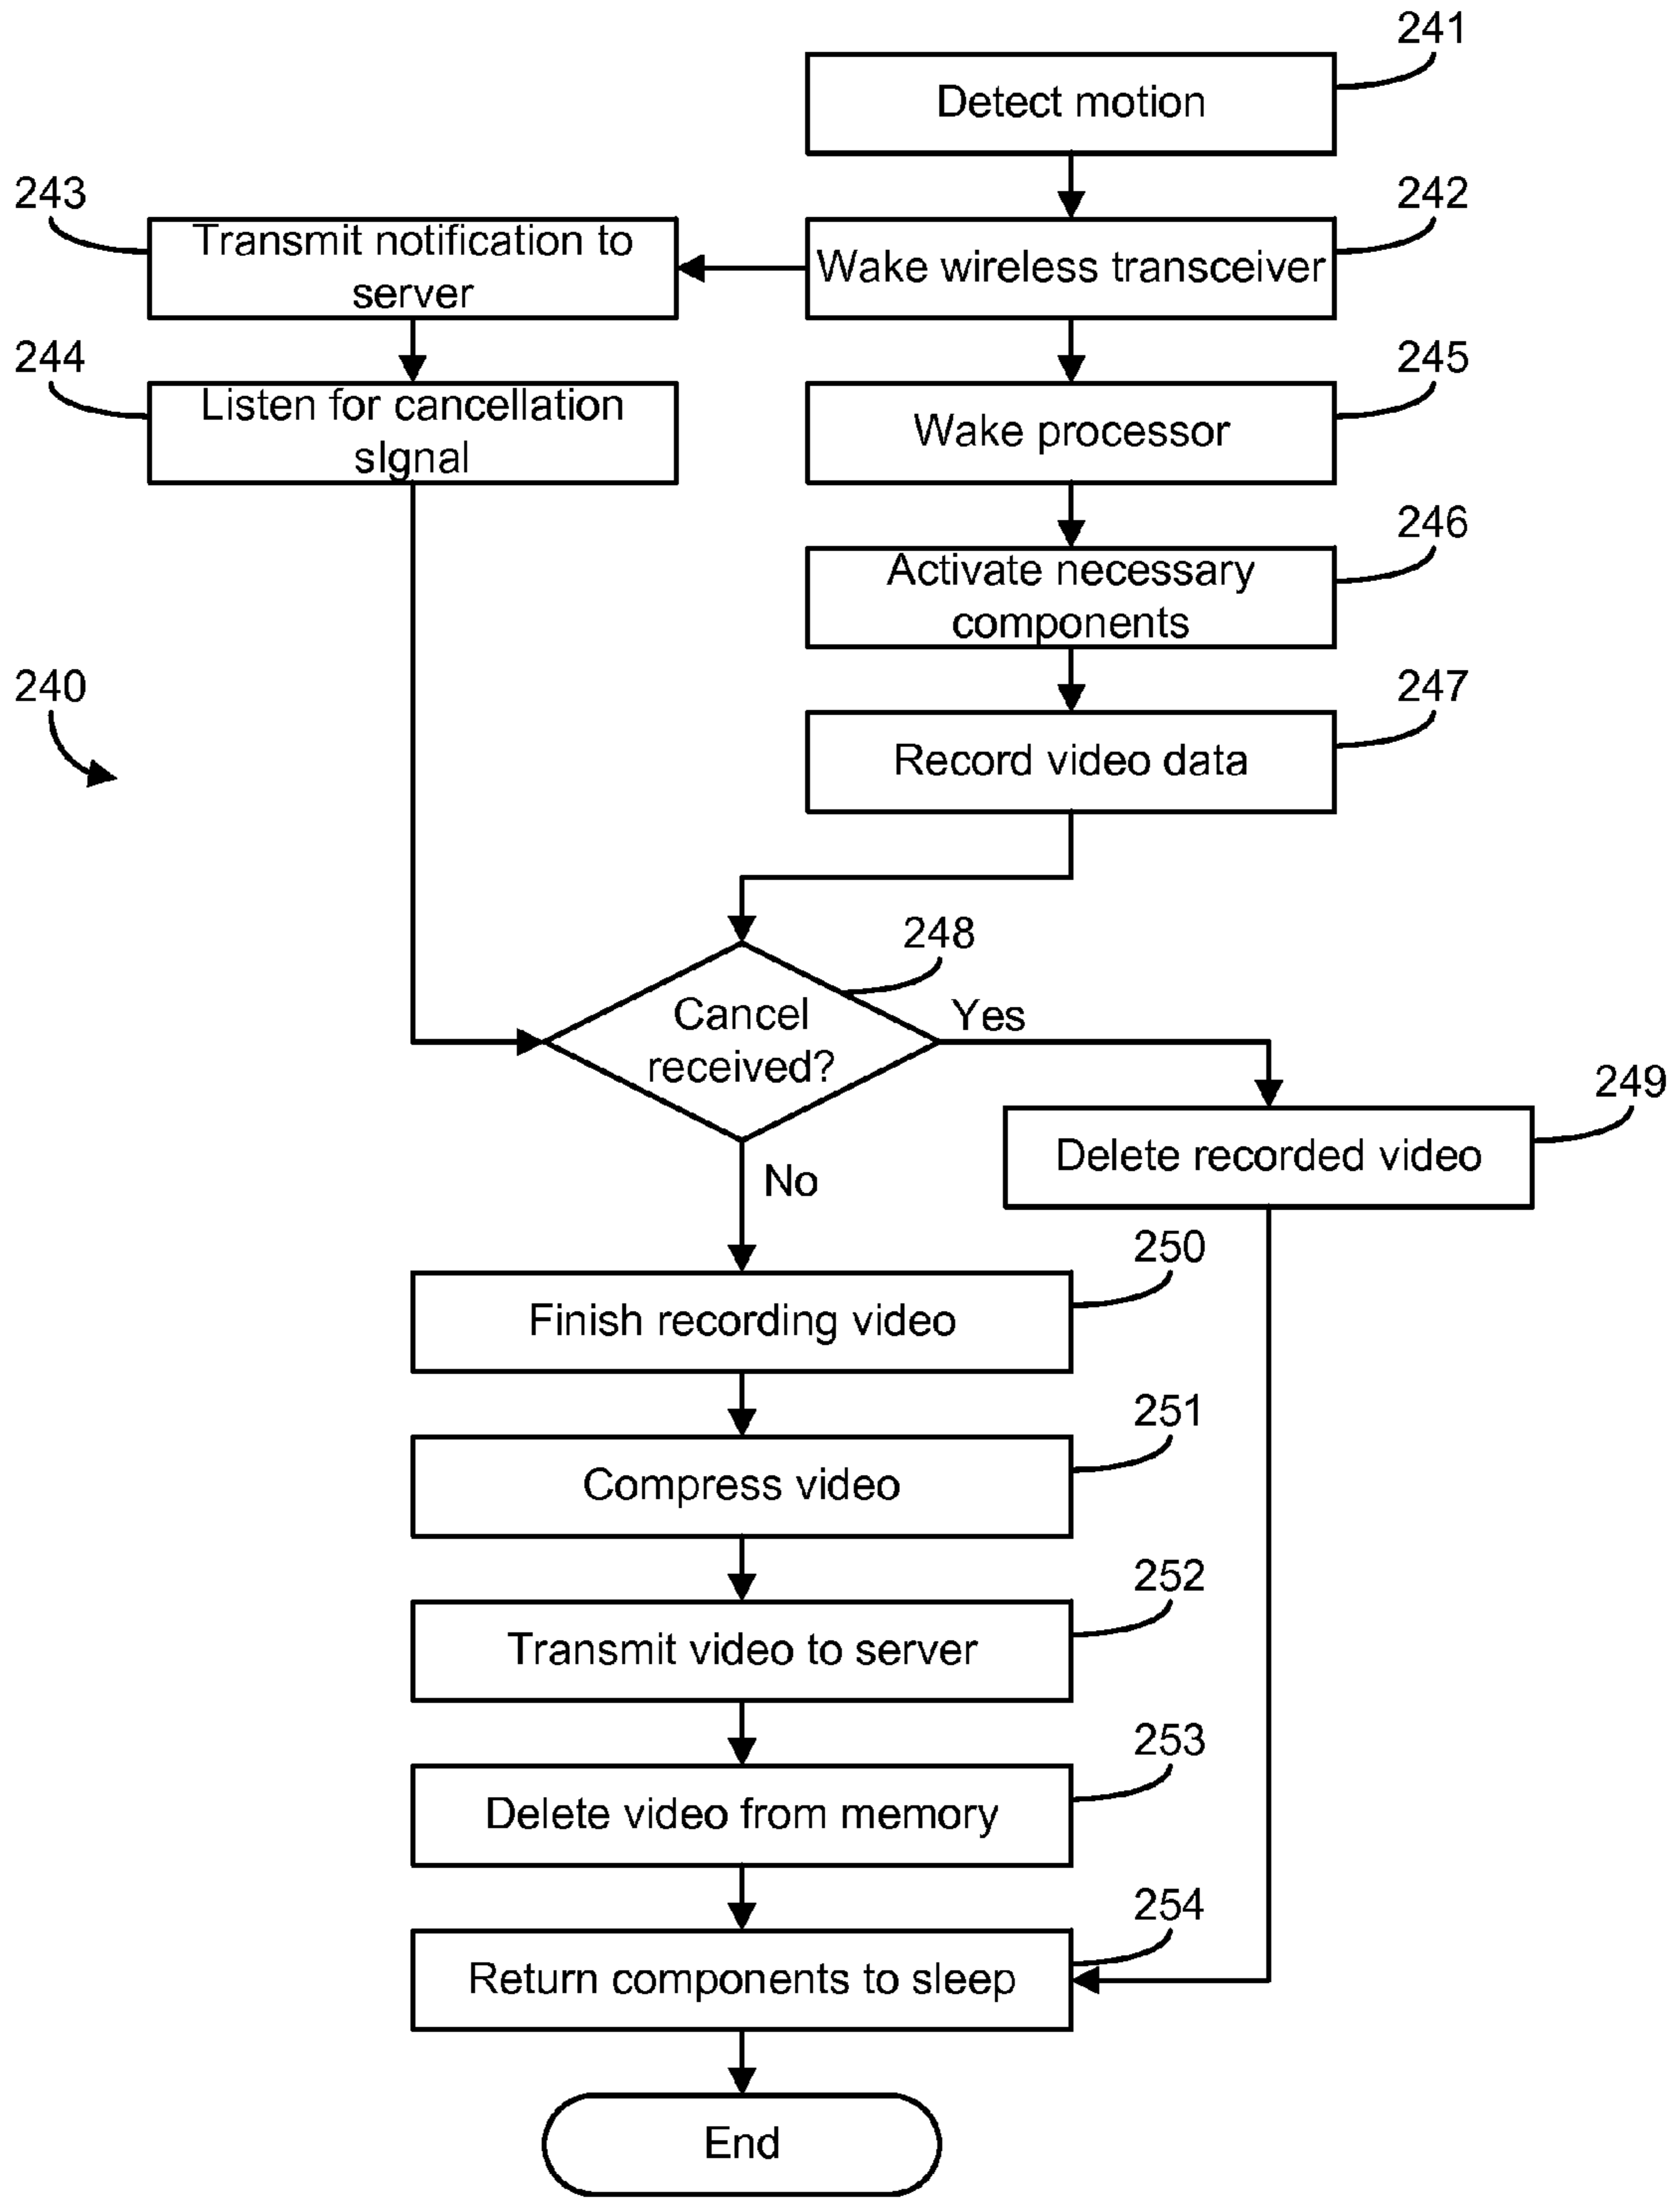 241
Detect motion
243
242
Transmit notification to
server
Wake wireless transceiver
244
245
Listen for cancellation
sIgnal
Wake processor
246
Activate necessary
components
240
247
Record video data
248
Cancel
received?
Yes
249
Delete recorded video
No
250
Finish recording video
251
Compress video
252
Transmit video to server
253
Delete video from memory
254
Return components to sleep
End